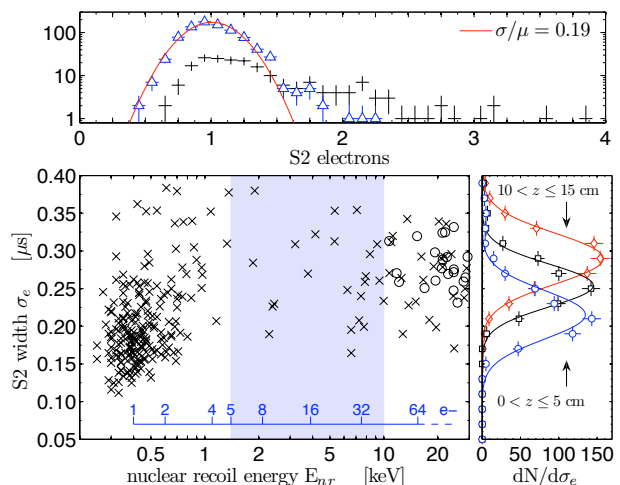 100
10
1
σ/μ = 0.19
0 1 2 3 4
S2 electrons
0.40
0.35
0.30
0.25
0.20
0.15
0.10
0.05
S2 width σe [μs]
1 2 4 5 8 16 32 64 e−
0.5 1 2 5 10 20
nuclear recoil energy Enr [keV]
10 < z ≤ 15 cm
0 < z ≤ 5 cm
0 50 100 150
dN/dσe